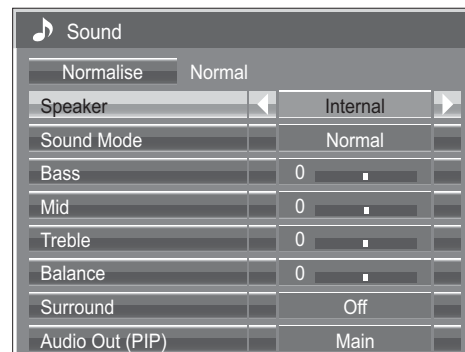 Sound
Normalise Normal
Speaker Internal
Sound Mode Normal
Bass 0
Mid 0
Treble 0
Balance 0
Surround Off
Audio Out (PIP) Main